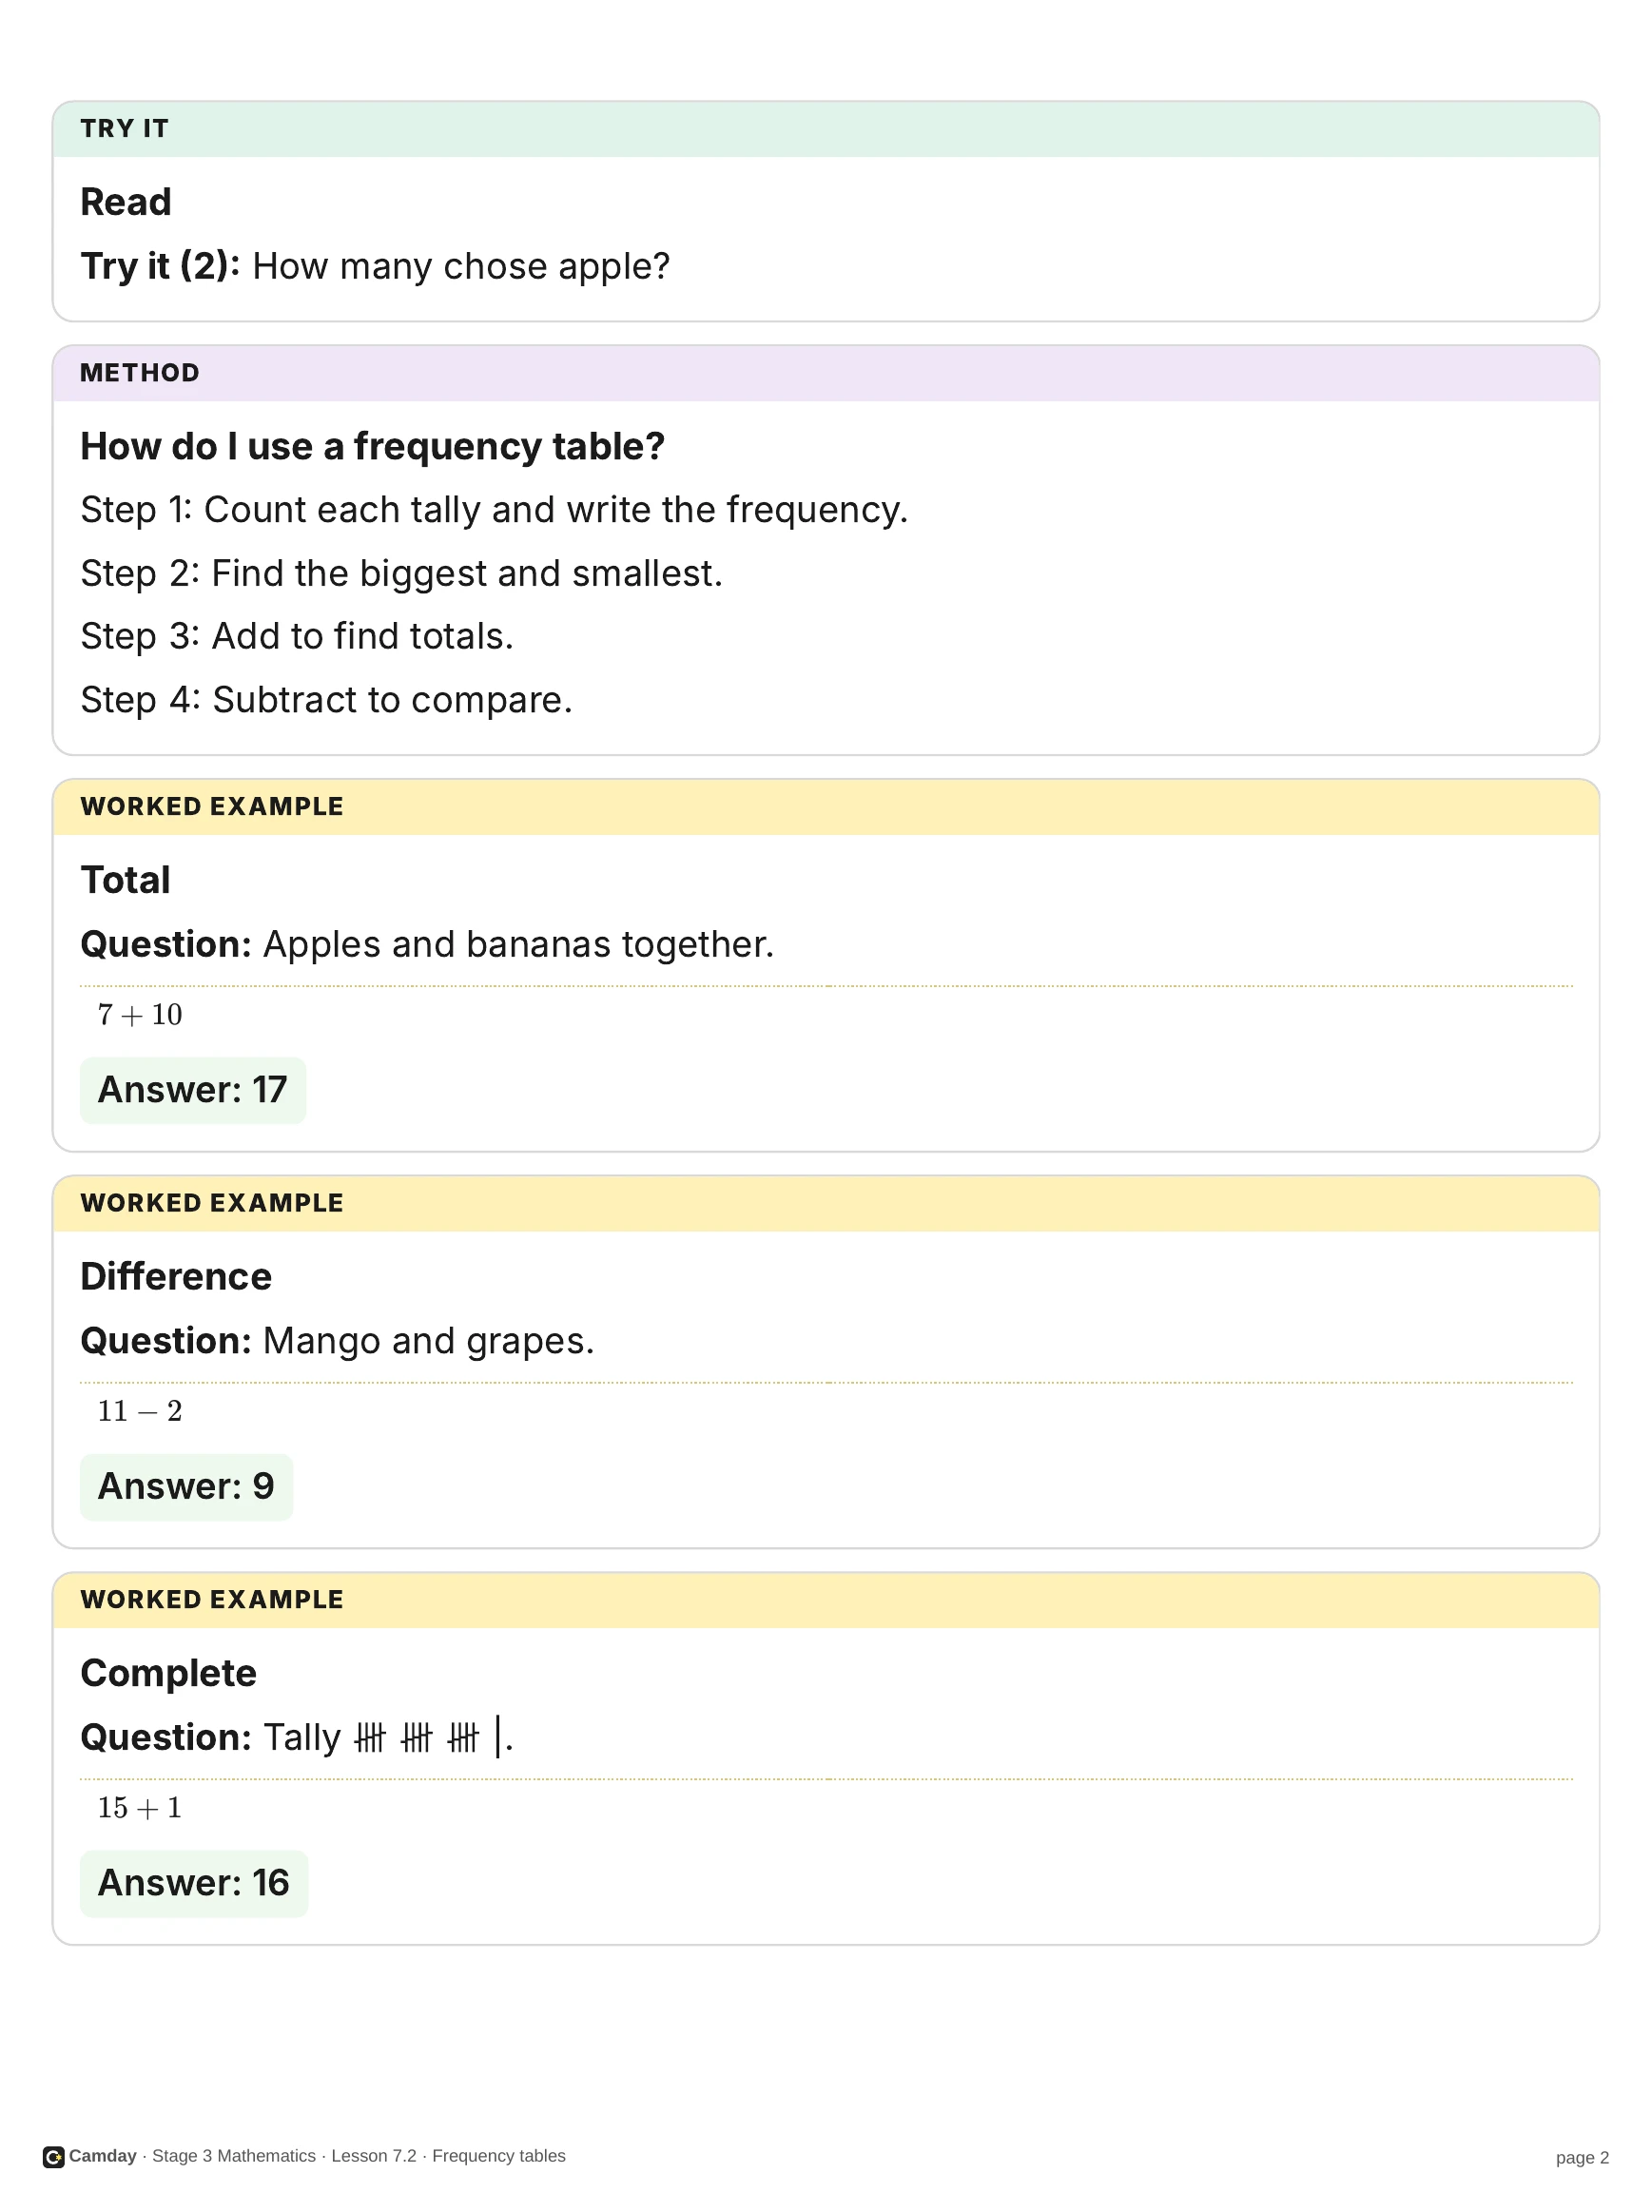 TRY IT
Read
Try it (2): How many chose apple?
METHOD
How do I use a frequency table?
Step 1: Count each tally and write the frequency.
Step 2: Find the biggest and smallest.
Step 3: Add to find totals.
Step 4: Subtract to compare.
WORKED EXAMPLE
Total
Question: Apples and bananas together.
7 + 10
Answer: 17
WORKED EXAMPLE
Difference
Question: Mango and grapes.
11 − 2
Answer: 9
WORKED EXAMPLE
Complete
Question: Tally 卌 卌 卌 |.
15 + 1
Answer: 16
Camday · Stage 3 Mathematics · Lesson 7.2 · Frequency tables
page 2